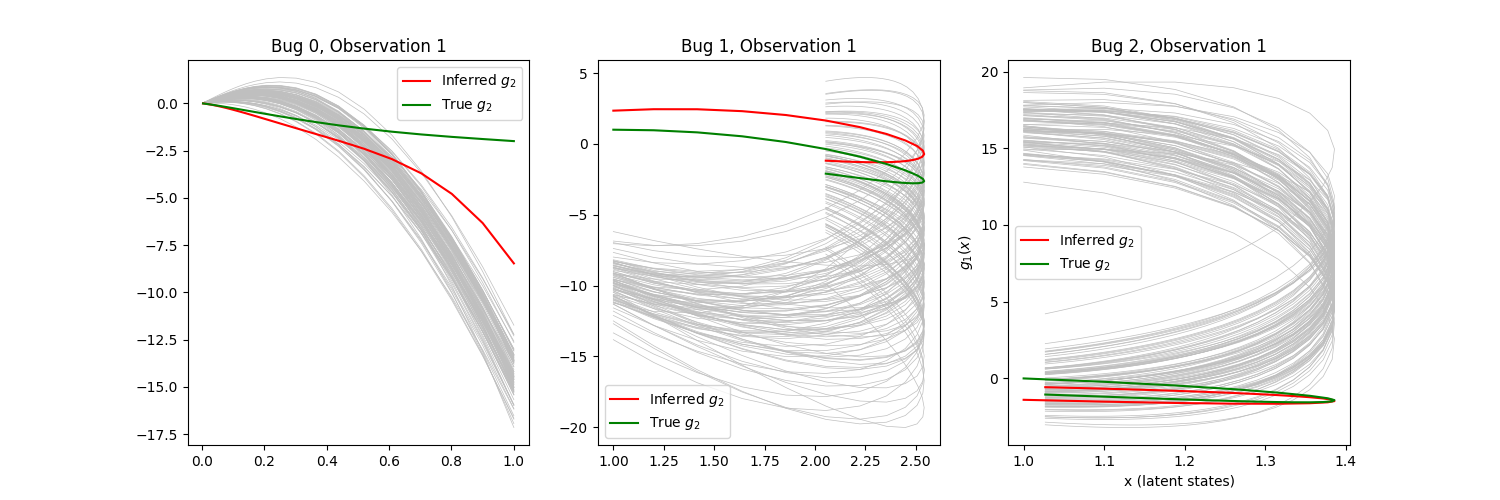 Bug 0, Observation 1
Inferred g₂
True g₂
0.0
−2.5
−5.0
−7.5
−10.0
−12.5
−15.0
−17.5
0.0 0.2 0.4 0.6 0.8 1.0
Bug 1, Observation 1
5
0
−5
−10
−15
−20
Inferred g₂
True g₂
1.00 1.25 1.50 1.75 2.00 2.25 2.50
Bug 2, Observation 1
g₁(x)
20
15
10
5
0
Inferred g₂
True g₂
1.0 1.1 1.2 1.3 1.4
x (latent states)